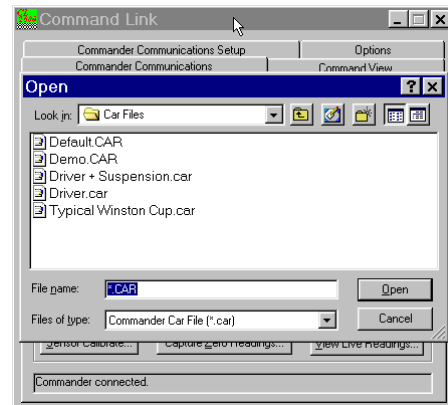 Command Link
Commander Communications Setup Options
Commander Communications Command View
Open
Look in: Car Files
Default.CAR
Demo.CAR
Driver + Suspension.car
Driver.car
Typical Winston Cup.car
File name: *.CAR Open
Files of type: Commander Car File (*.car) Cancel
Sensor Calibrate... Capture Zero Readings... View Live Readings...
Commander connected.